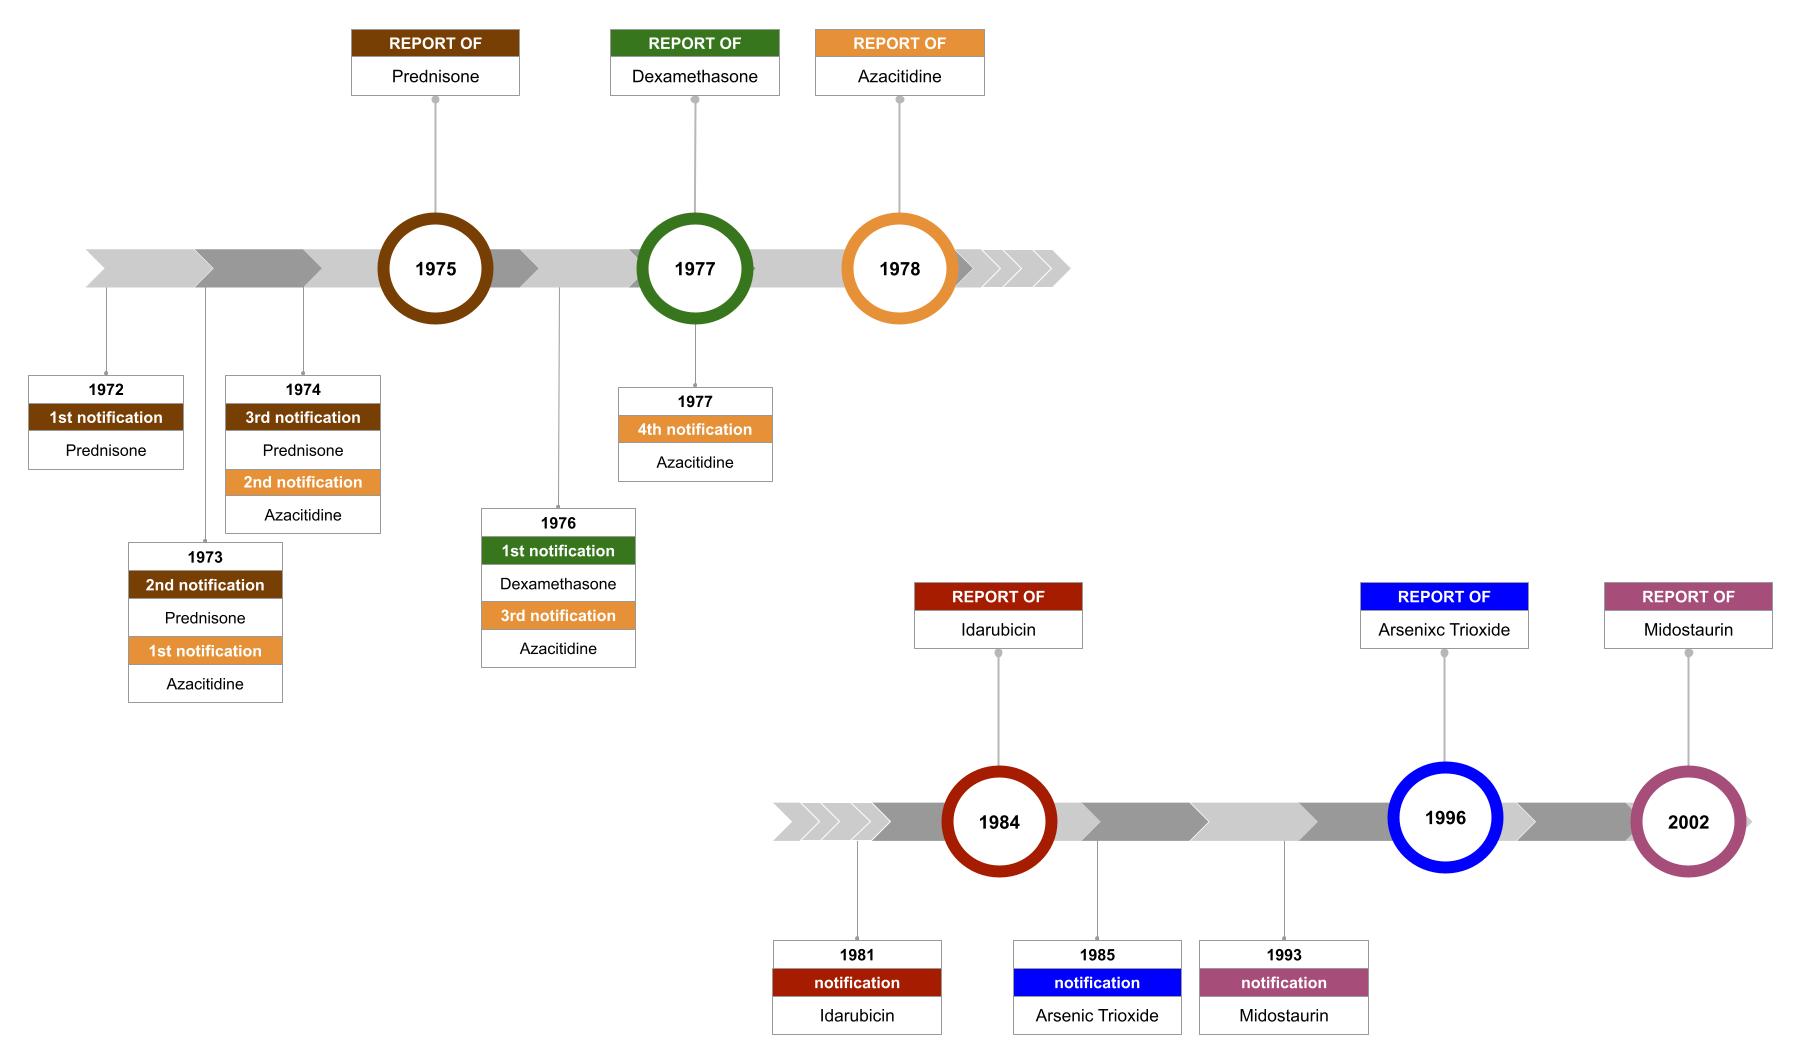 REPORT OF
Prednisone
REPORT OF
Dexamethasone
REPORT OF
Azacitidine
1975
1977
1978
1972
1st notification
Prednisone
1974
3rd notification
Prednisone
2nd notification
Azacitidine
1977
4th notification
Azacitidine
1973
2nd notification
Prednisone
1st notification
Azacitidine
1976
1st notification
Dexamethasone
3rd notification
Azacitidine
REPORT OF
Idarubicin
REPORT OF
Arsenixc Trioxide
REPORT OF
Midostaurin
1984
1996
2002
1981
notification
Idarubicin
1985
notification
Arsenic Trioxide
1993
notification
Midostaurin